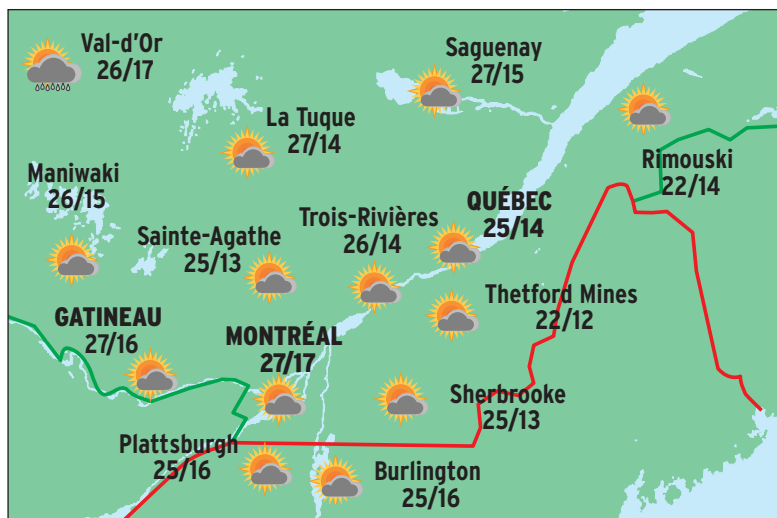 Val-d'Or
26/17
Saguenay
27/15
La Tuque
27/14
Rimouski
22/14
Maniwaki
26/15
QUÉBEC
25/14
Trois-Rivières
26/14
Sainte-Agathe
25/13
Thetford Mines
22/12
GATINEAU
27/16
MONTRÉAL
27/17
Sherbrooke
25/13
Plattsburgh
25/16
Burlington
25/16